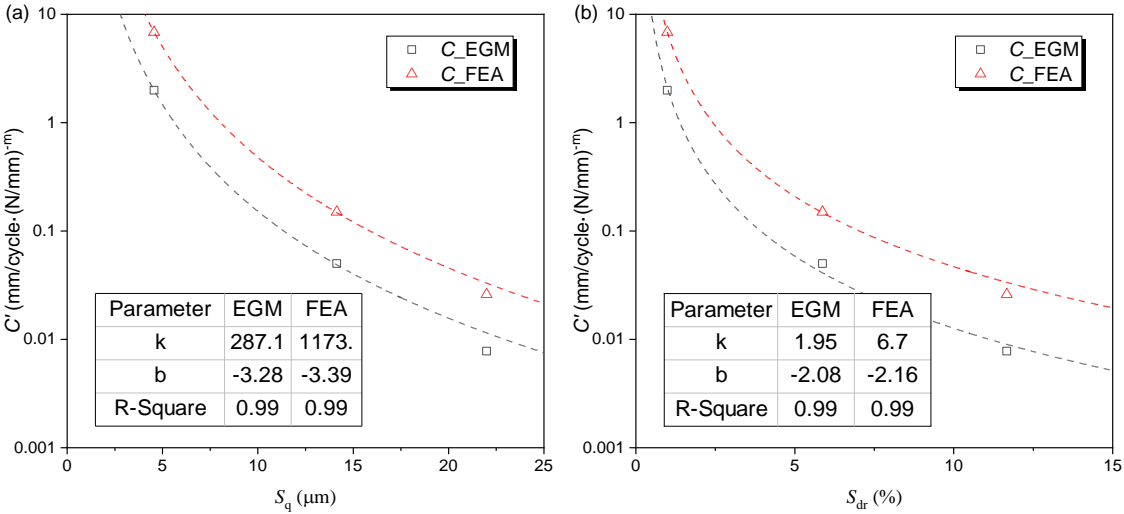 (a)
10
1
0.1
0.01
0.001
C' (mm/cycle·(N/mm)^-m)
C_EGM
C_FEA
Parameter EGM FEA
k 287.1 1173.
b -3.28 -3.39
R-Square 0.99 0.99
0 5 10 15 20 25
S_q (μm)
(b)
10
1
0.1
0.01
0.001
C' (mm/cycle·(N/mm)^-m)
C_EGM
C_FEA
Parameter EGM FEA
k 1.95 6.7
b -2.08 -2.16
R-Square 0.99 0.99
0 5 10 15
S_dr (%)